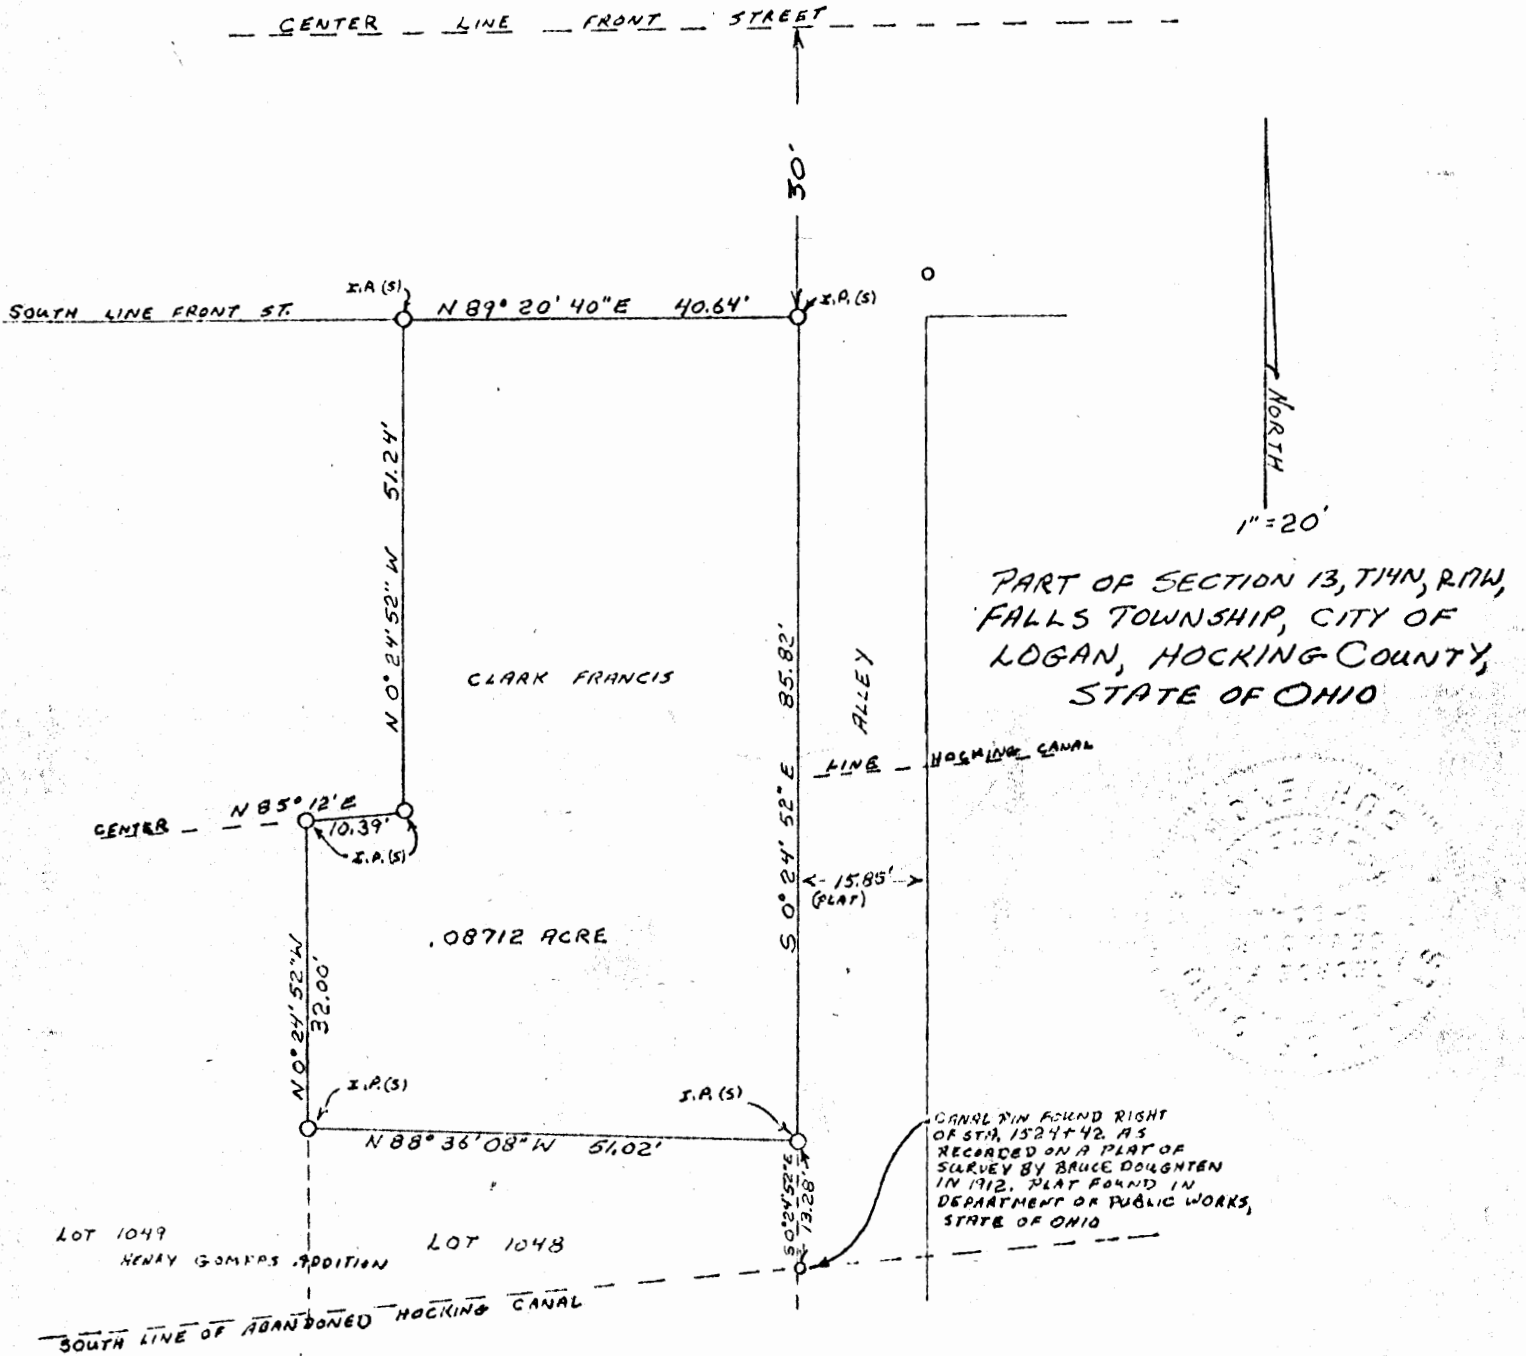 CENTER LINE FRONT STREET
30'
I.P.(S)
N 89° 20' 40" E 40.64'
I.P.(S)
SOUTH LINE FRONT ST.
NORTH
1" = 20'
PART OF SECTION 13, T14N, R17W,
FALLS TOWNSHIP, CITY OF
LOGAN, HOCKING COUNTY,
STATE OF OHIO
N 0° 24' 52" W 51.24'
CLARK FRANCIS
S 0° 24' 52" E 85.82'
ALLEY
LINE HOCKING CANAL
CENTER
N 85° 12' E
10.39'
I.P.(S)
15.85'
(PLAT)
.08712 ACRE
N 0° 24' 52" W
32.00'
I.P.(S)
I.P.(S)
N 88° 36' 08" W 51.02'
S 0° 24' 52" E
13.28'
CANAL PIN FOUND RIGHT
OF STA. 1524+42 AS
RECORDED ON A PLAT OF
SURVEY BY BRUCE DOUGHTEN
IN 1912. PLAT FOUND IN
DEPARTMENT OF PUBLIC WORKS,
STATE OF OHIO
LOT 1049
HENRY ADDITION
LOT 1048
SOUTH LINE OF ABANDONED HOCKING CANAL